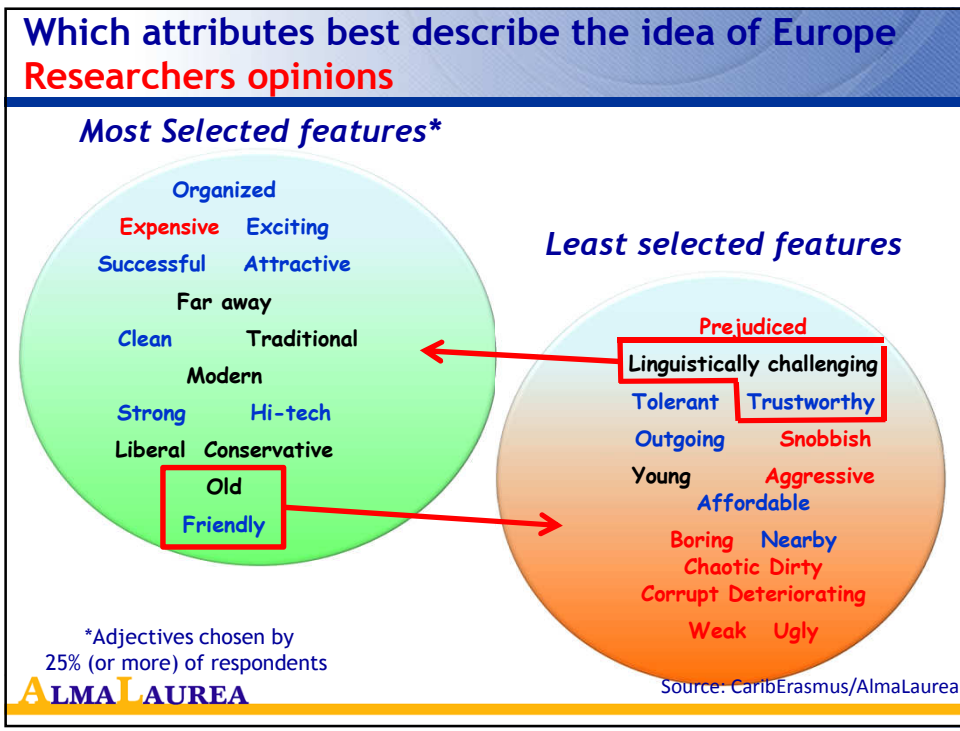 Which attributes best describe the idea of Europe
Researchers opinions
Most Selected features*
Organized
Expensive Exciting
Successful Attractive
Far away
Clean Traditional
Modern
Strong Hi-tech
Liberal Conservative
Old
Friendly
*Adjectives chosen by
25% (or more) of respondents
Least selected features
Prejudiced
Linguistically challenging
Tolerant Trustworthy
Outgoing Snobbish
Young Aggressive
Affordable
Boring Nearby
Chaotic Dirty
Corrupt Deteriorating
Weak Ugly
ALMALAUREA
Source: CaribErasmus/AlmaLaurea